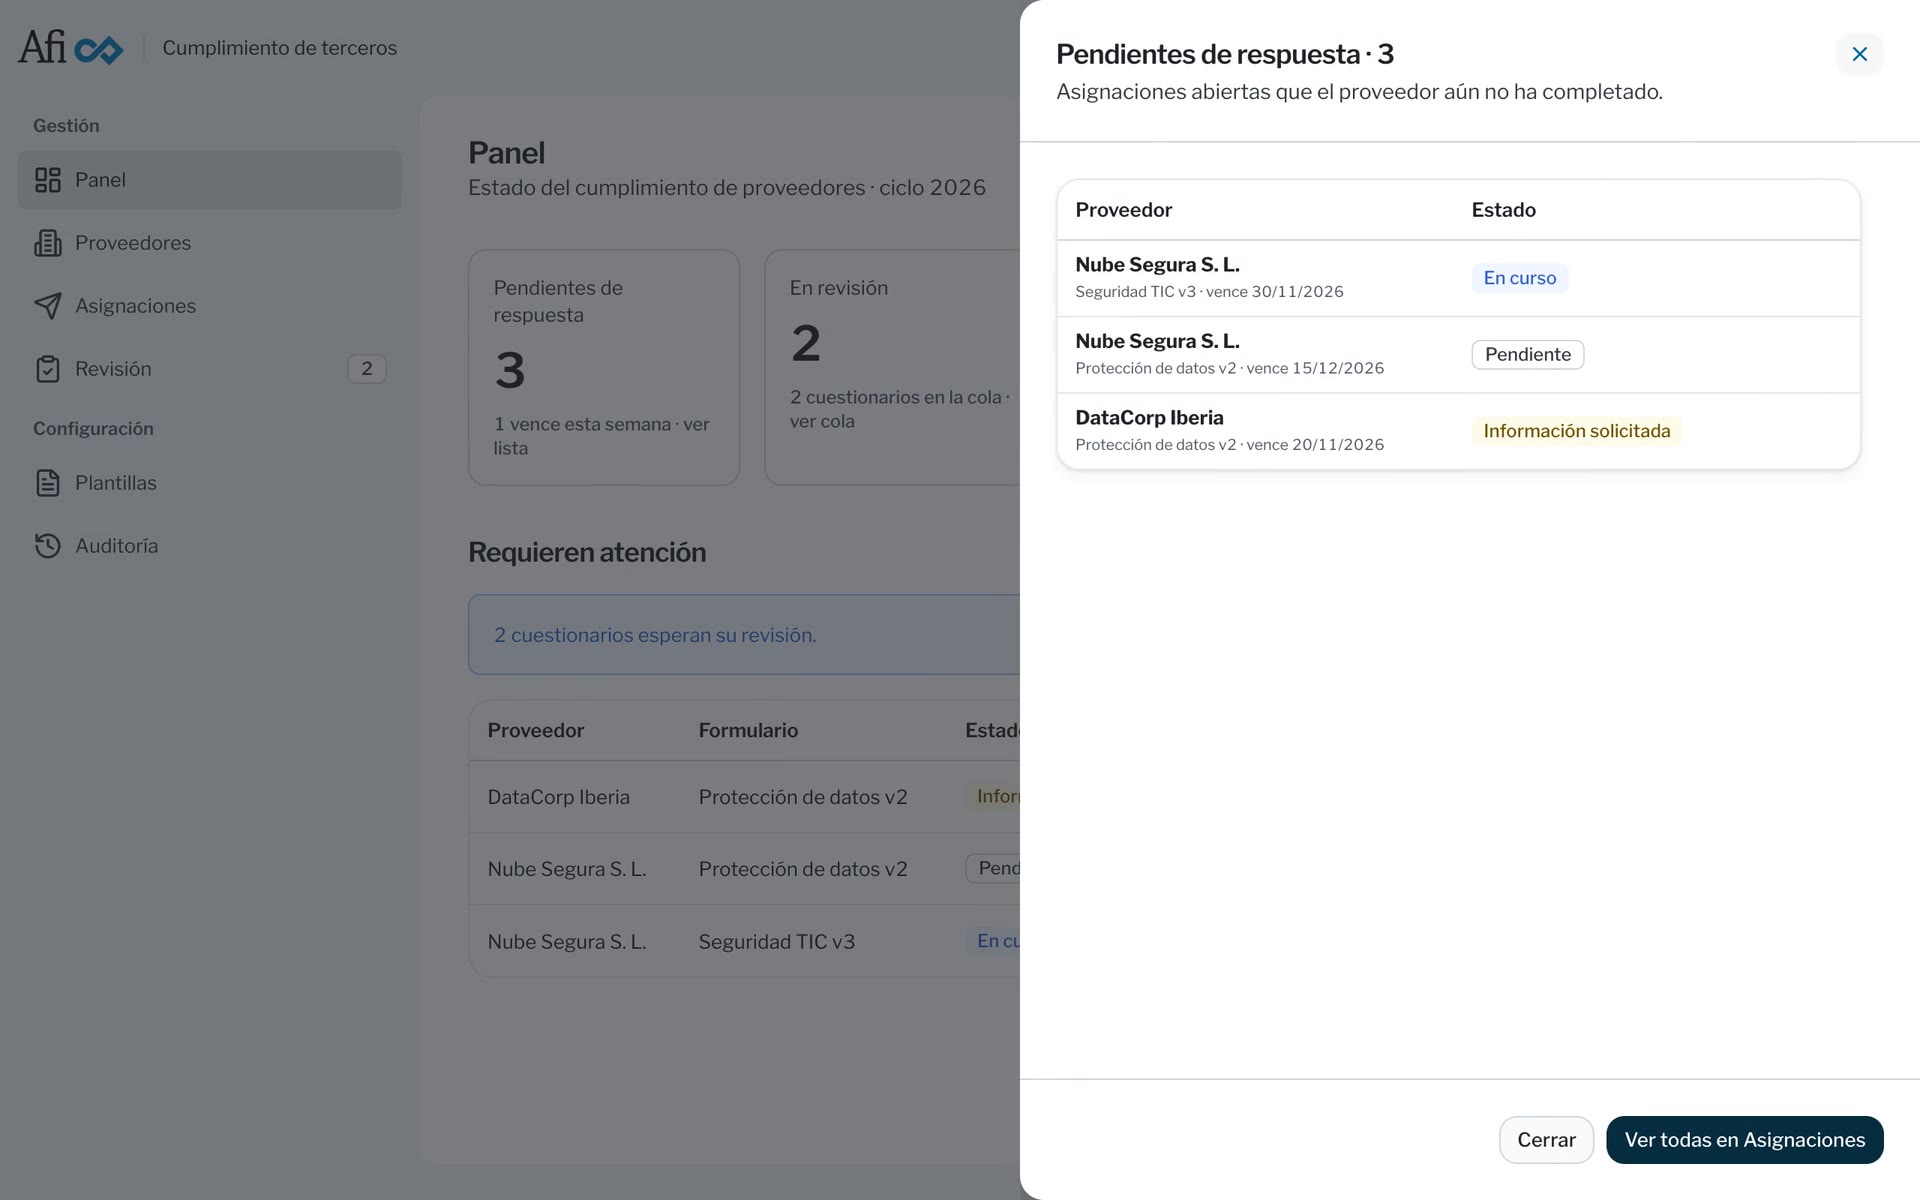 Afi
Cumplimiento de terceros
Gestión
Panel
Proveedores
Asignaciones
Revisión
2
Configuración
Plantillas
Auditoría
Panel
Estado del cumplimiento de proveedores · ciclo 2026
Pendientes de
respuesta
3
1 vence esta semana · ver
lista
En revisión
2
2 cuestionarios en la cola ·
ver cola
Requieren atención
2 cuestionarios esperan su revisión.
Proveedor Formulario Estado
DataCorp Iberia Protección de datos v2 Infor
Nube Segura S. L. Protección de datos v2 Pend
Nube Segura S. L. Seguridad TIC v3 En cu
Pendientes de respuesta · 3
Asignaciones abiertas que el proveedor aún no ha completado.
Proveedor Estado
Nube Segura S. L.
Seguridad TIC v3 · vence 30/11/2026
En curso
Nube Segura S. L.
Protección de datos v2 · vence 15/12/2026
Pendiente
DataCorp Iberia
Protección de datos v2 · vence 20/11/2026
Información solicitada
Cerrar
Ver todas en Asignaciones